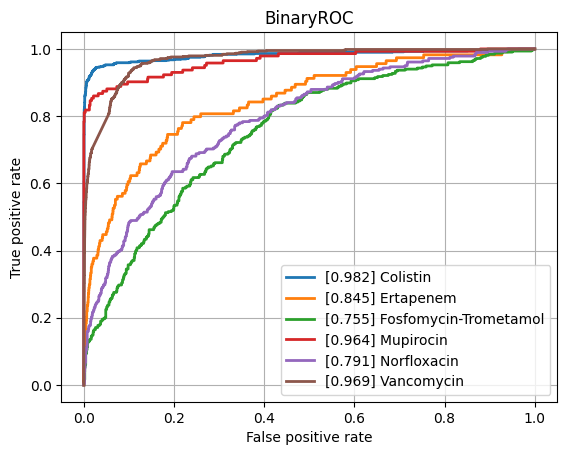 BinaryROC
True positive rate
1.0
0.8
0.6
0.4
0.2
0.0
[0.982] Colistin
[0.845] Ertapenem
[0.755] Fosfomycin-Trometamol
[0.964] Mupirocin
[0.791] Norfloxacin
[0.969] Vancomycin
0.0 0.2 0.4 0.6 0.8 1.0
False positive rate